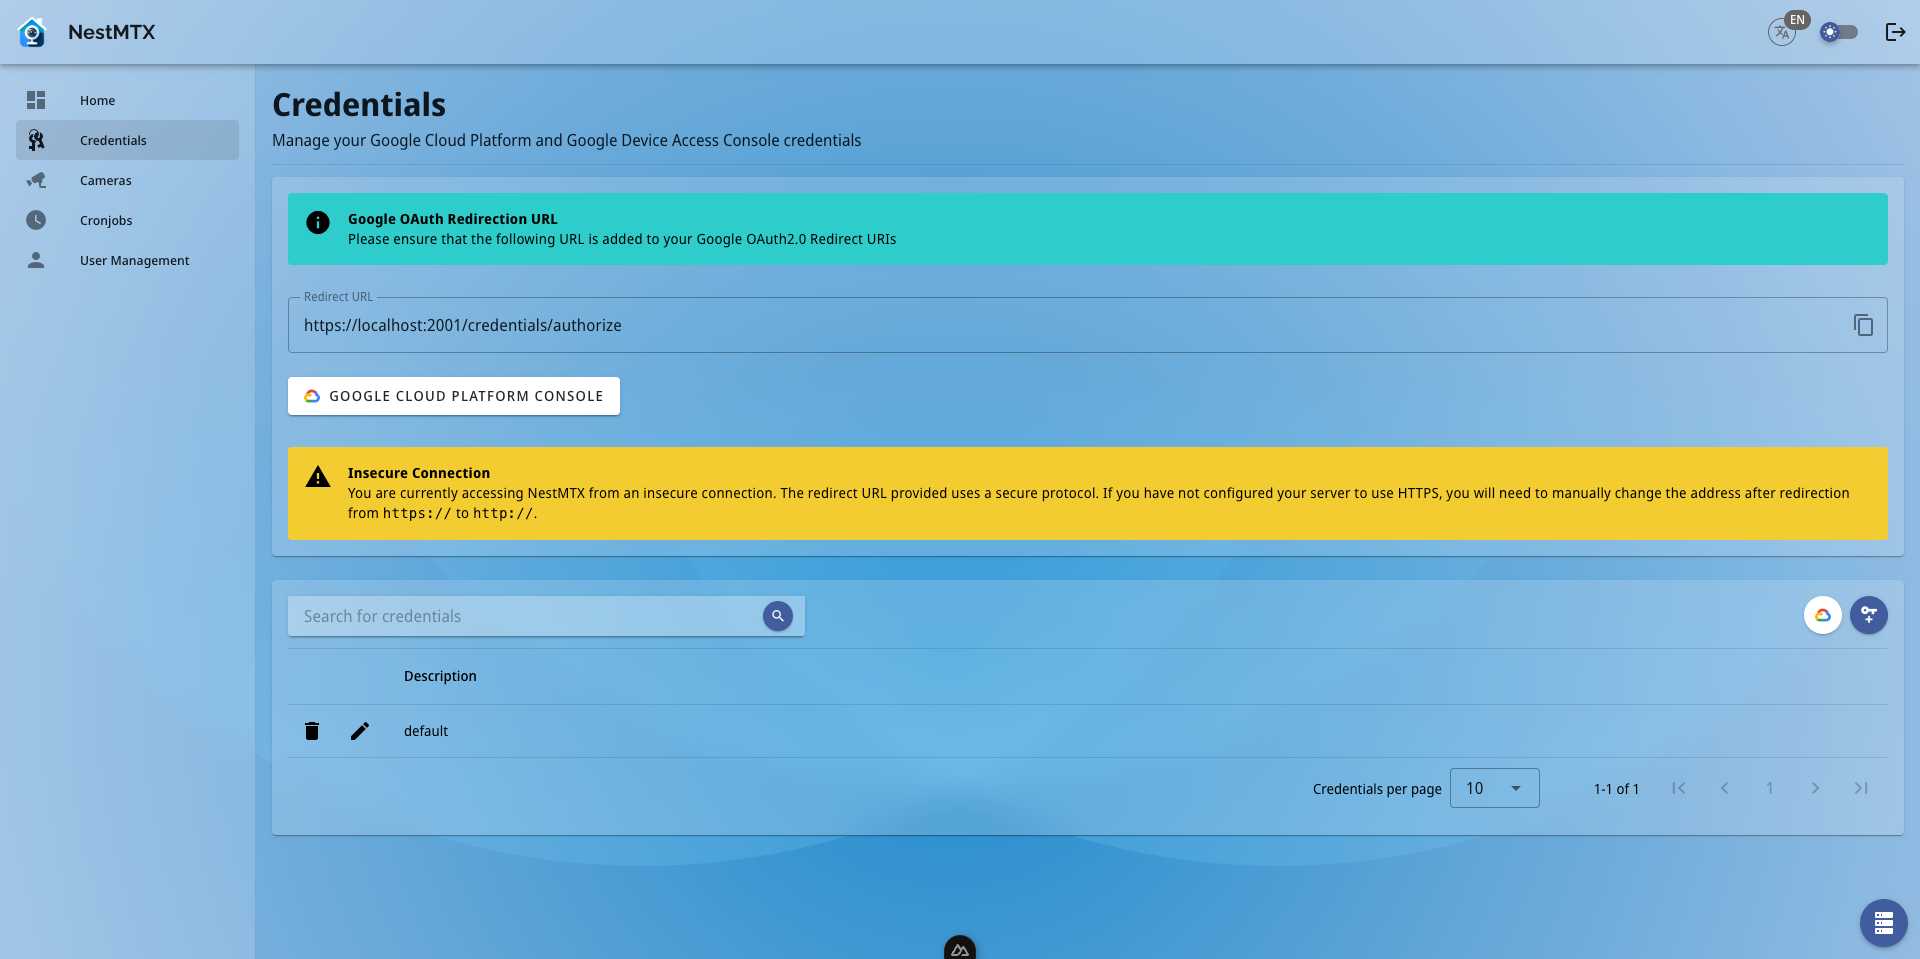 NestMTX
EN
Home
Credentials
Cameras
Cronjobs
User Management
Credentials
Manage your Google Cloud Platform and Google Device Access Console credentials
Google OAuth Redirection URL
Please ensure that the following URL is added to your Google OAuth2.0 Redirect URIs
Redirect URL
https://localhost:2001/credentials/authorize
GOOGLE CLOUD PLATFORM CONSOLE
Insecure Connection
You are currently accessing NestMTX from an insecure connection. The redirect URL provided uses a secure protocol. If you have not configured your server to use HTTPS, you will need to manually change the address after redirection
from https:// to http://.
Search for credentials
Description
default
Credentials per page 10 1-1 of 1 1